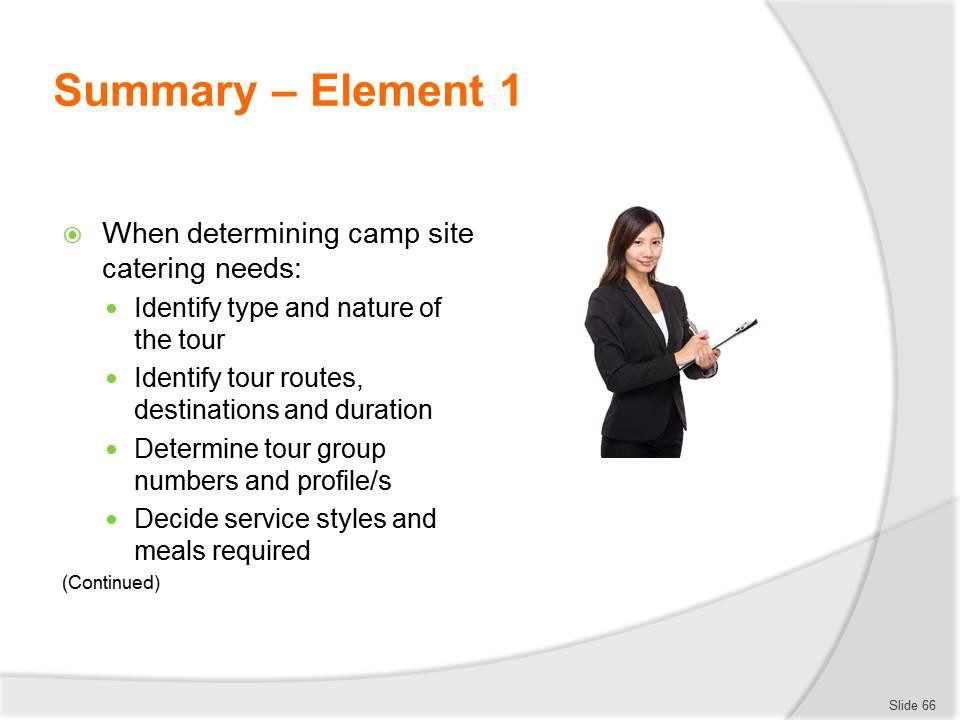 Summary – Element 1
When determining camp site
catering needs:
Identify type and nature of
the tour
Identify tour routes,
destinations and duration
Determine tour group
numbers and profile/s
Decide service styles and
meals required
(Continued)
Slide 66